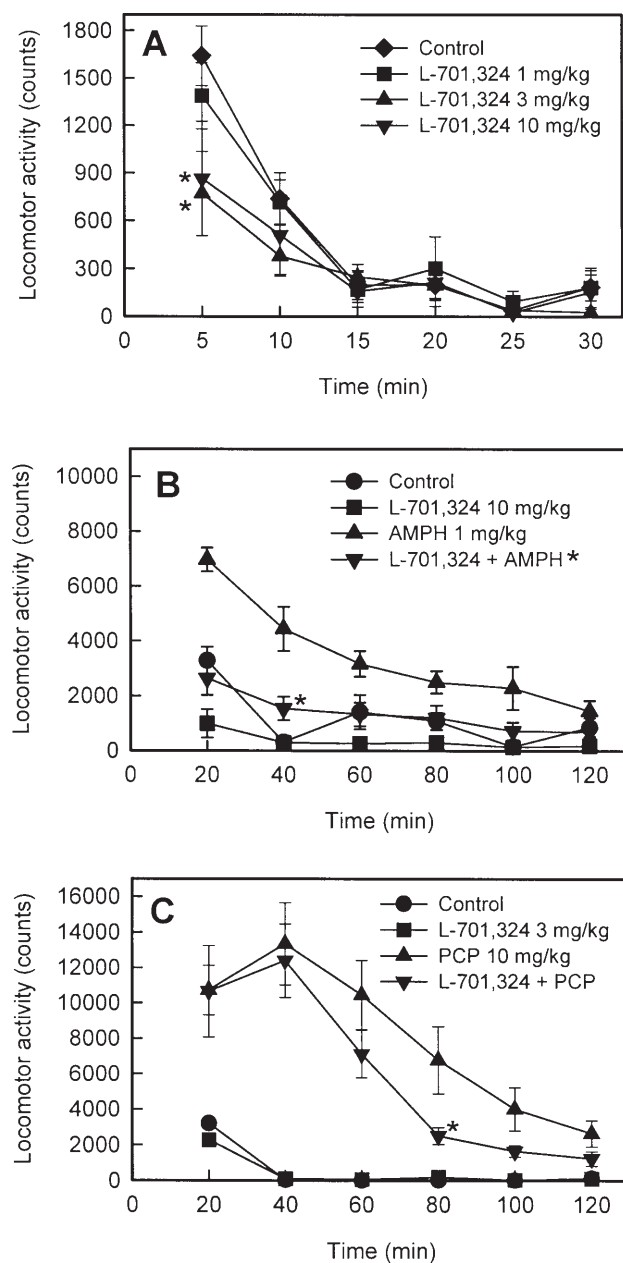 A
Control
L-701,324 1 mg/kg
L-701,324 3 mg/kg
L-701,324 10 mg/kg
Locomotor activity (counts)
1800
1500
1200
900
600
300
0
*
*
0 5 10 15 20 25 30
Time (min)
B
Control
L-701,324 10 mg/kg
AMPH 1 mg/kg
L-701,324 + AMPH *
Locomotor activity (counts)
10000
8000
6000
4000
2000
0
*
0 20 40 60 80 100 120
Time (min)
C
Control
L-701,324 3 mg/kg
PCP 10 mg/kg
L-701,324 + PCP
Locomotor activity (counts)
16000
14000
12000
10000
8000
6000
4000
2000
0
*
0 20 40 60 80 100 120
Time (min)